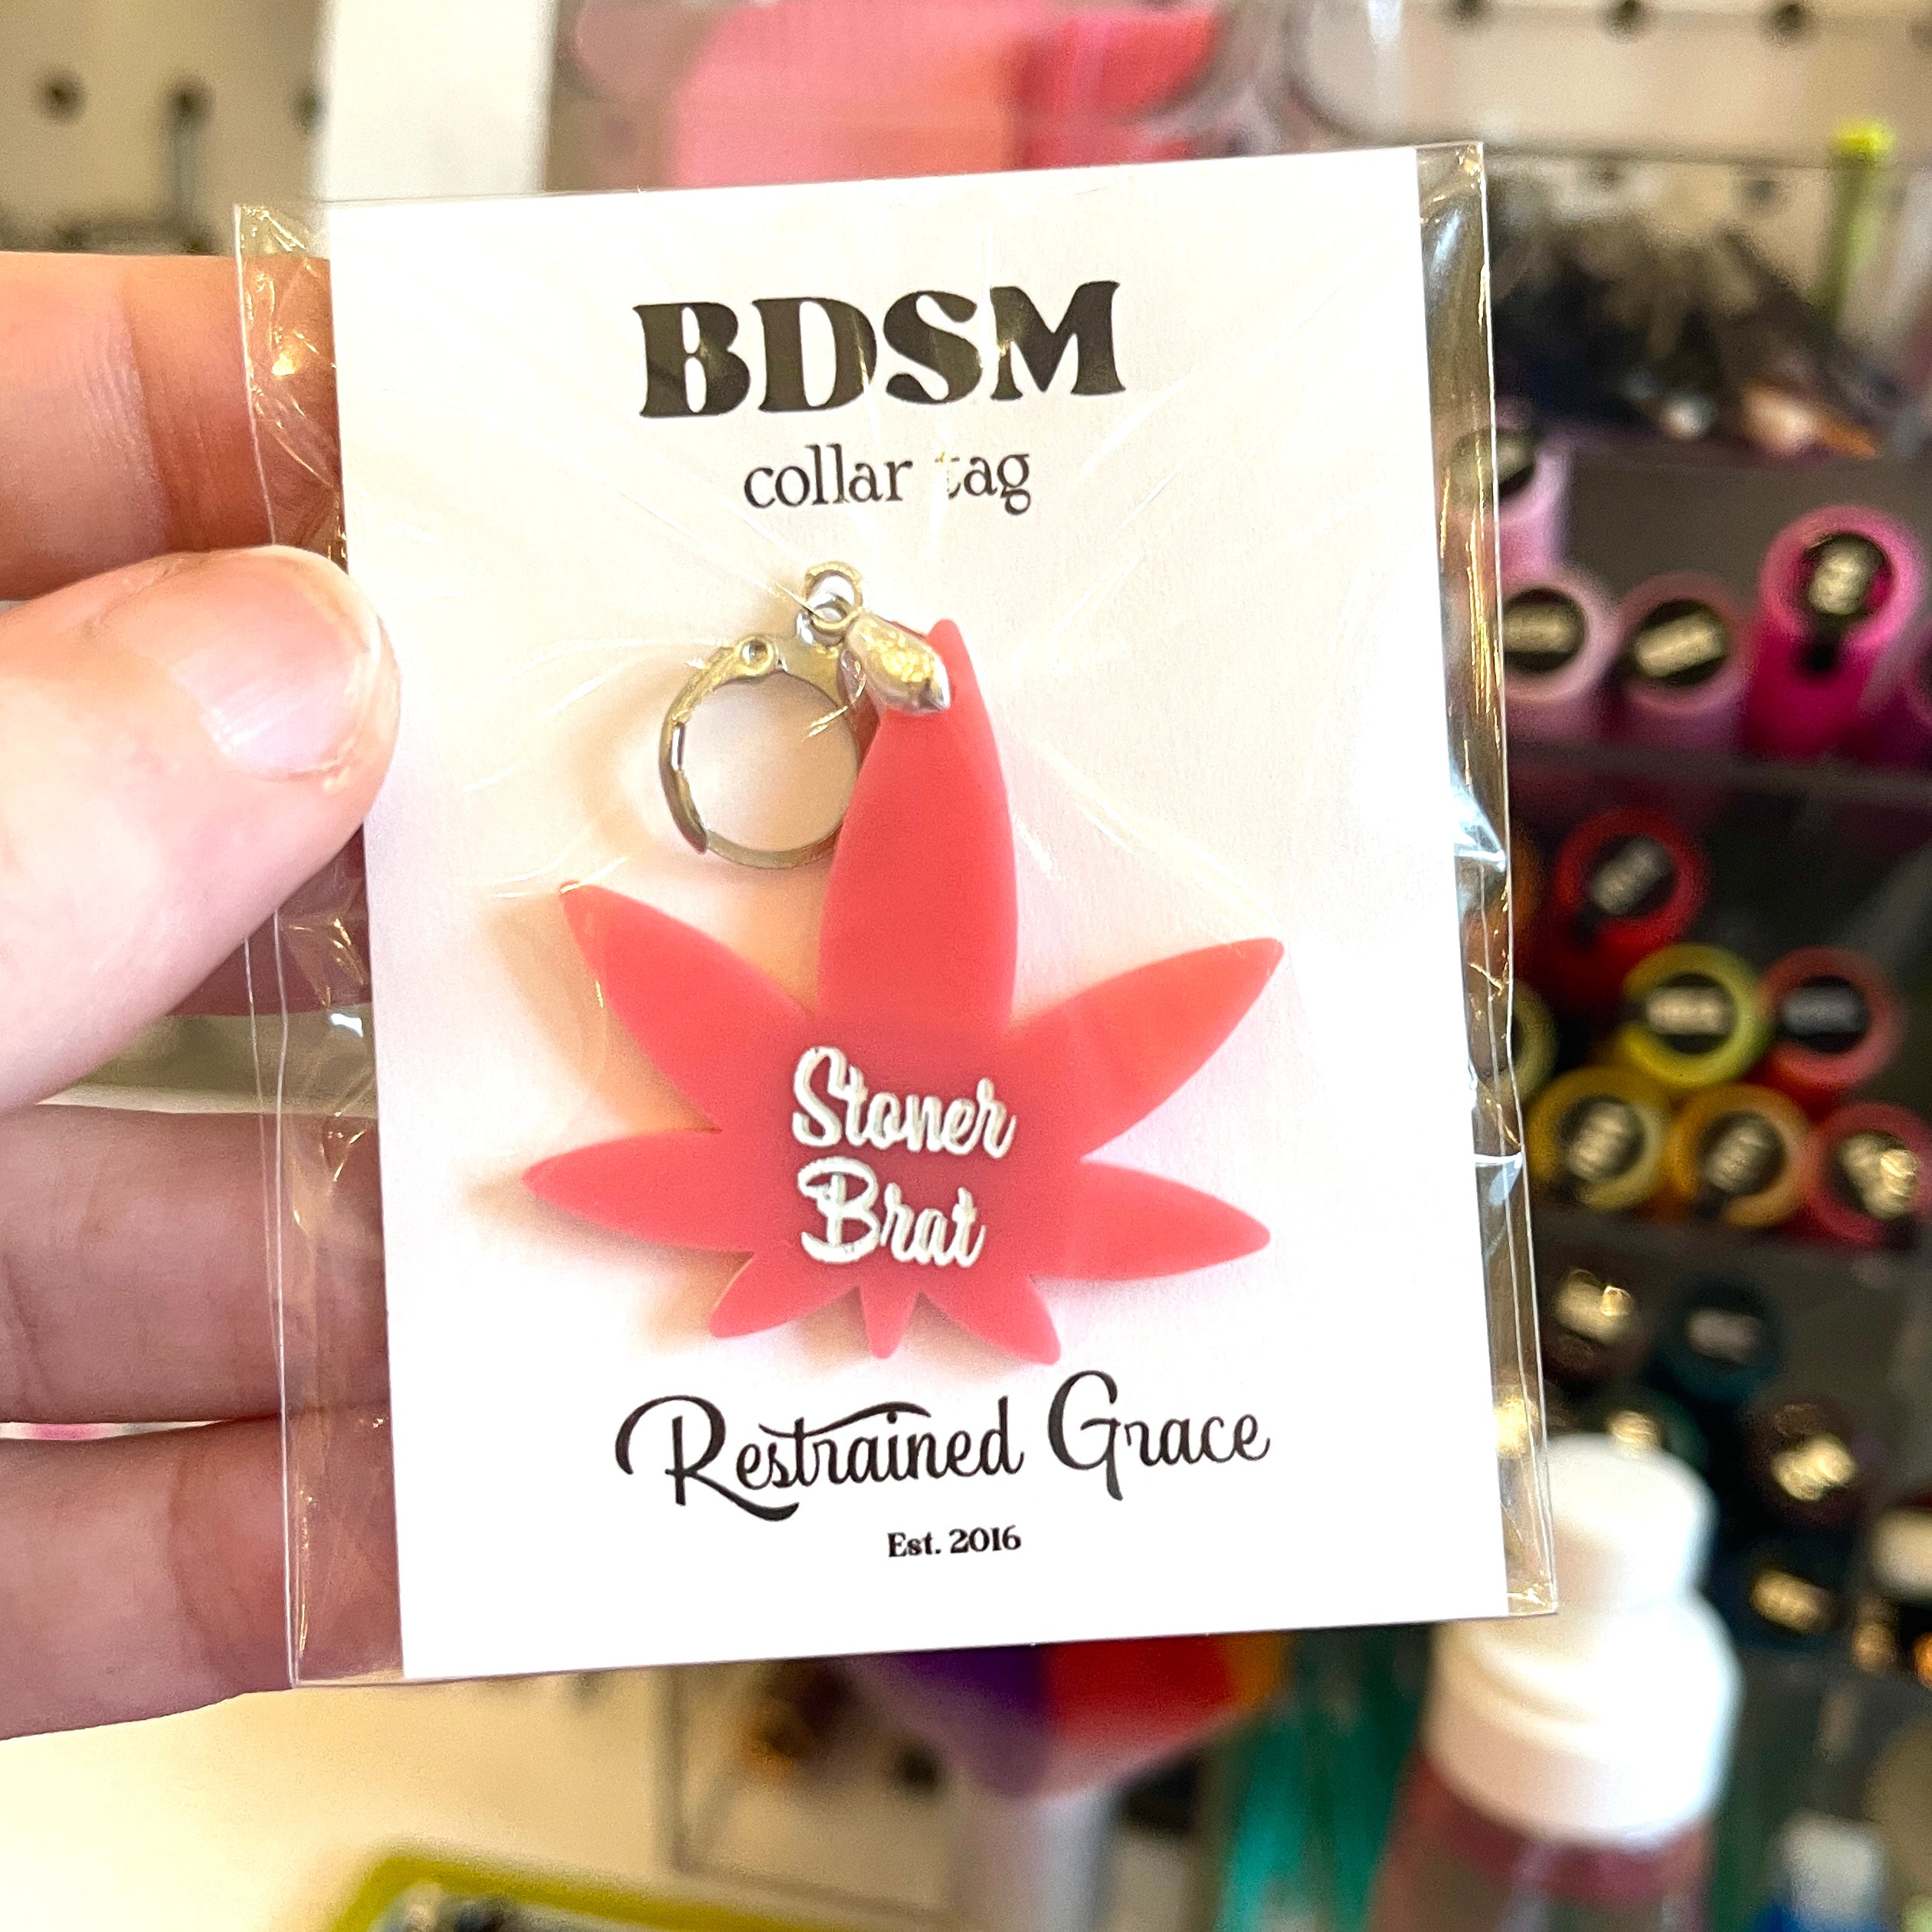 BDSM
collar tag
Stoner
Brat
Restrained Grace
Est. 2016